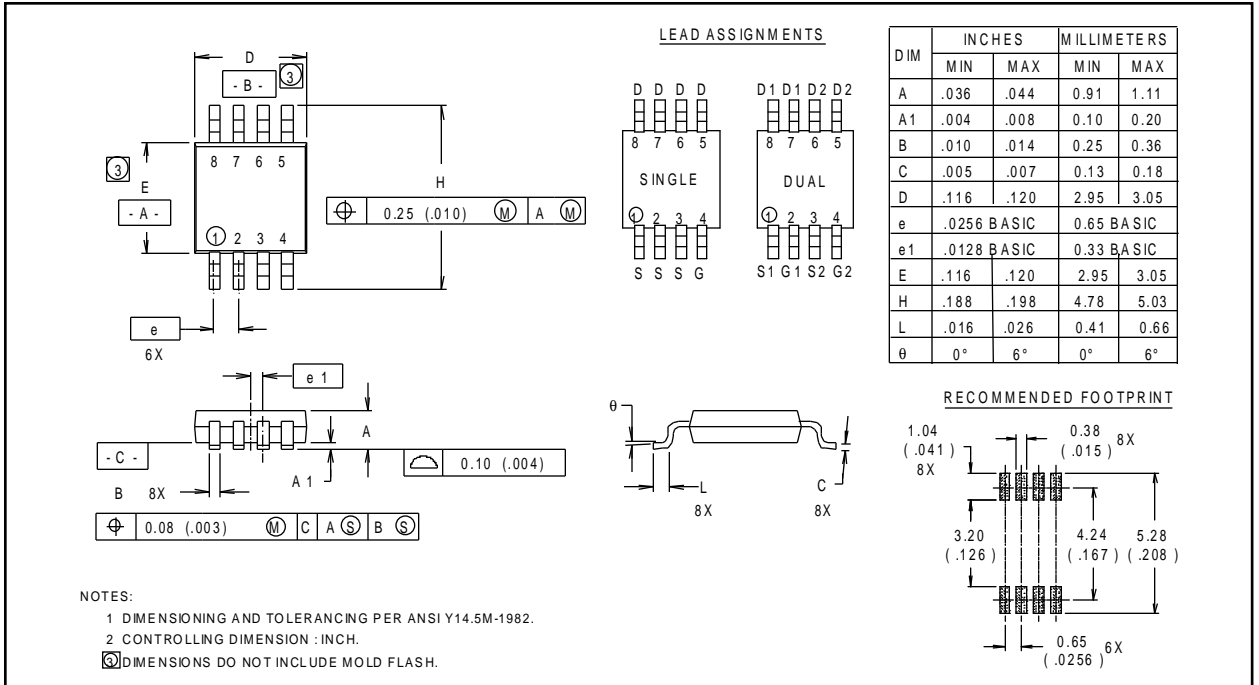 D
- B -
3
8 7 6 5
3
E
- A -
H
0.25 (.010) M A M
1 2 3 4
e
6X
e 1
A
- C -
A 1
0.10 (.004)
B 8X
0.08 (.003) M C A S B S
LEAD ASSIGNMENTS
D D D D
8 7 6 5
SINGLE
1 2 3 4
S S S G
D1 D1 D2 D2
8 7 6 5
DUAL
1 2 3 4
S1 G1 S2 G2
θ
L
8X
C
8X
DIM INCHES MILLIMETERS
MIN MAX MIN MAX
A .036 .044 0.91 1.11
A1 .004 .008 0.10 0.20
B .010 .014 0.25 0.36
C .005 .007 0.13 0.18
D .116 .120 2.95 3.05
e .0256 BASIC 0.65 BASIC
e1 .0128 BASIC 0.33 BASIC
E .116 .120 2.95 3.05
H .188 .198 4.78 5.03
L .016 .026 0.41 0.66
θ 0° 6° 0° 6°
RECOMMENDED FOOTPRINT
1.04
( .041 )
8X
0.38
( .015 ) 8X
3.20
( .126 )
4.24
( .167 )
5.28
( .208 )
0.65
( .0256 ) 6X
NOTES:
1 DIMENSIONING AND TOLERANCING PER ANSI Y14.5M-1982.
2 CONTROLLING DIMENSION : INCH.
3 DIMENSIONS DO NOT INCLUDE MOLD FLASH.